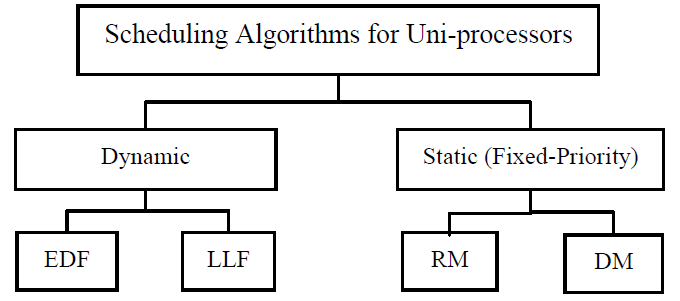 Scheduling Algorithms for Uni-processors
Dynamic
Static (Fixed-Priority)
EDF
LLF
RM
DM